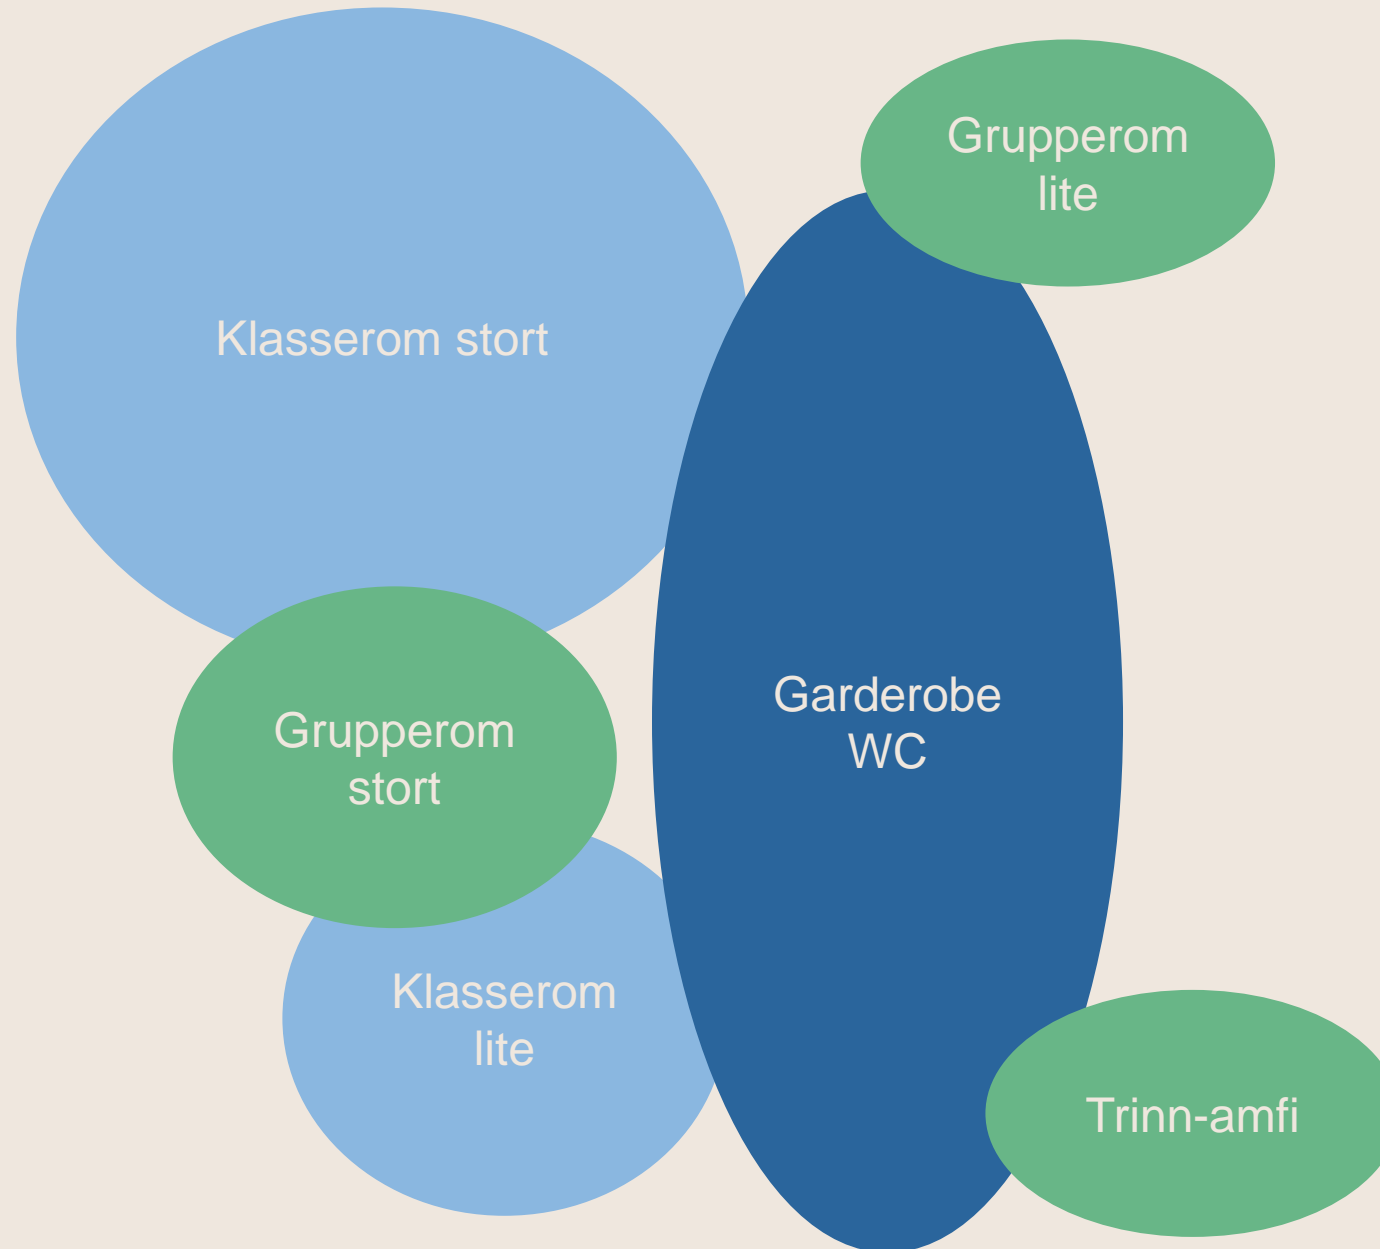 Grupperom
lite
Klasserom stort
Garderobe
WC
Grupperom
stort
Klasserom
lite
Trinn-amfi